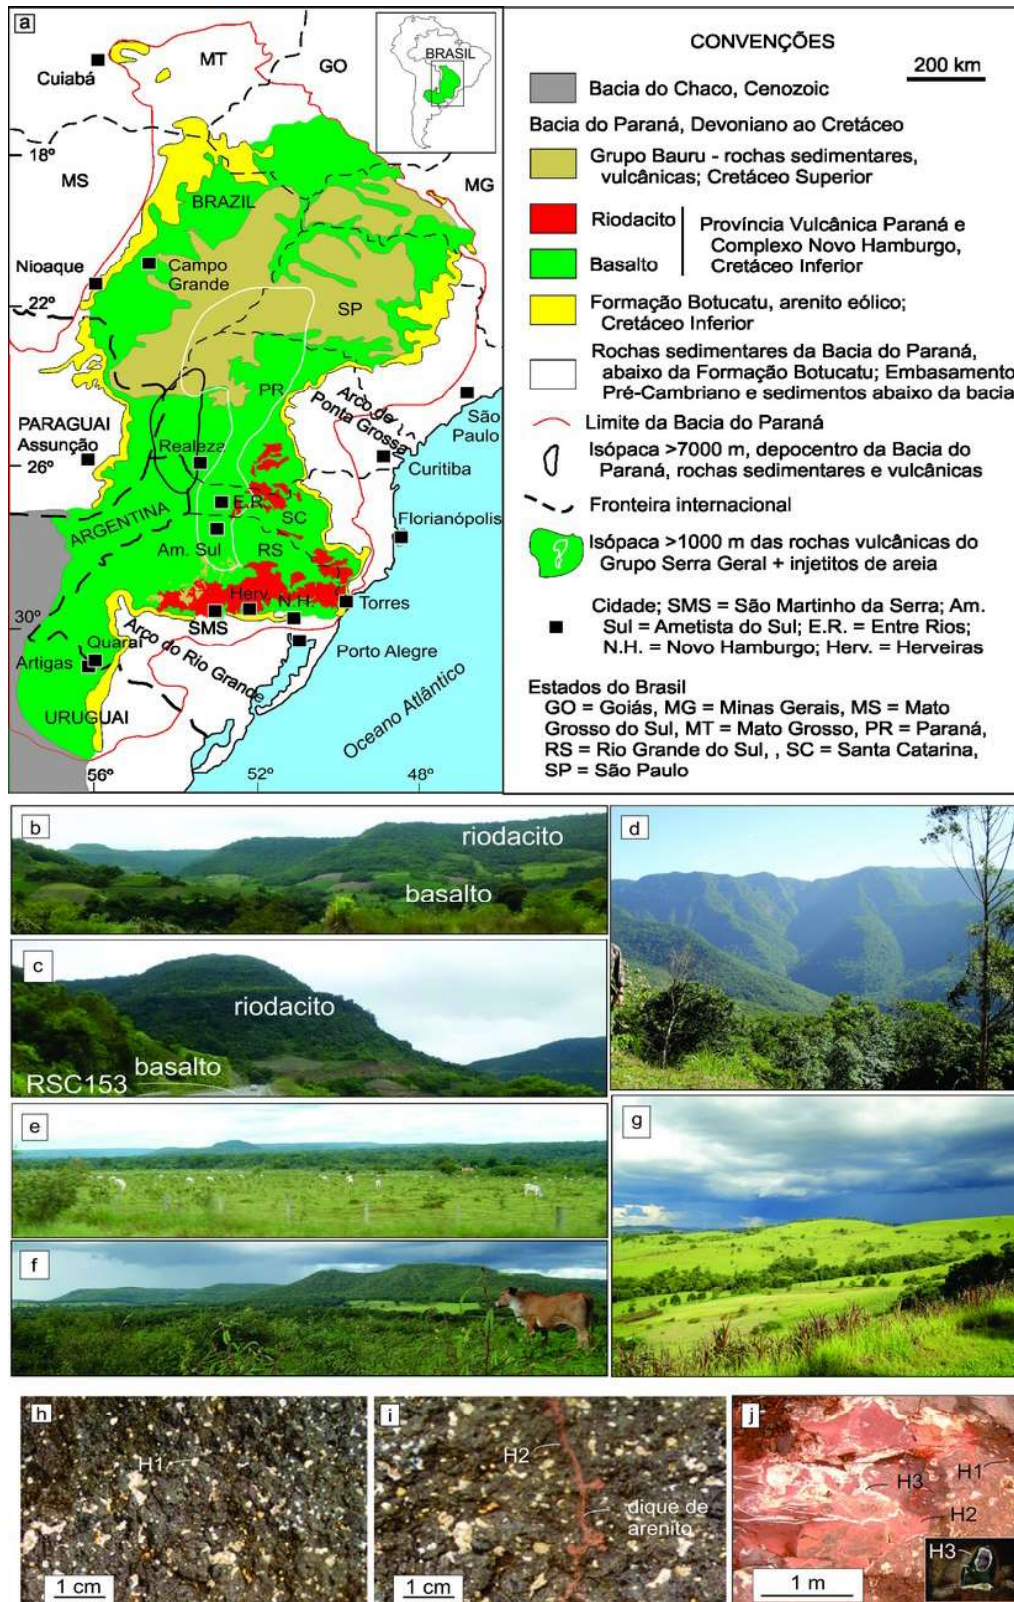 a
Cuiabá
MT
GO
BRASIL
18º
MS
MG
BRAZIL
Nioaque
Campo
Grande
22º
SP
PR
Arco de
Ponta Grossa
São
Paulo
PARAGUAI
Assunção
Realeza
26º
Curitiba
E.R.
SC
Florianópolis
ARGENTINA
Am. Sul
RS
Herv.
N.H.
Torres
30º
SMS
Quaraí
Artigas
Arco do Rio Grande
Porto Alegre
URUGUAI
Oceano Atlântico
56º
52º
48º
CONVENÇÕES
200 km
Bacia do Chaco, Cenozoic
Bacia do Paraná, Devoniano ao Cretáceo
Grupo Bauru - rochas sedimentares,
vulcânicas; Cretáceo Superior
Riodacito
Basalto
Província Vulcânica Paraná e
Complexo Novo Hamburgo,
Cretáceo Inferior
Formação Botucatu, arenito eólico;
Cretáceo Inferior
Rochas sedimentares da Bacia do Paraná,
abaixo da Formação Botucatu; Embasamento
Pré-Cambriano e sedimentos abaixo da bacia
Limite da Bacia do Paraná
Isópaca >7000 m, depocentro da Bacia do
Paraná, rochas sedimentares e vulcânicas
Fronteira internacional
Isópaca >1000 m das rochas vulcânicas do
Grupo Serra Geral + injetitos de areia
Cidade; SMS = São Martinho da Serra; Am.
Sul = Ametista do Sul; E.R. = Entre Rios;
N.H. = Novo Hamburgo; Herv. = Herveiras
Estados do Brasil
GO = Goiás, MG = Minas Gerais, MS = Mato
Grosso do Sul, MT = Mato Grosso, PR = Paraná,
RS = Rio Grande do Sul, , SC = Santa Catarina,
SP = São Paulo
b
riodacito
basalto
c
riodacito
basalto
RSC153
d
e
f
g
h
H1
1 cm
i
H2
dique de
arenito
1 cm
j
H1
H3
H2
H3
1 m